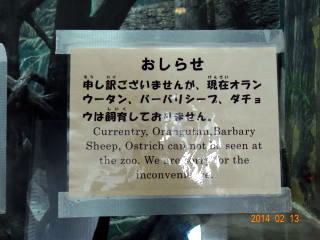 おしらせ
申し訳ございませんが、現在オラン
ウータン、バーバリシープ、ダチョ
ウは飼育しておりません。
Currentry, Orangutan,Barbary
Sheep, Ostrich can not be seen at
the zoo. We are sorry for the
inconvenience.
2014 02 13